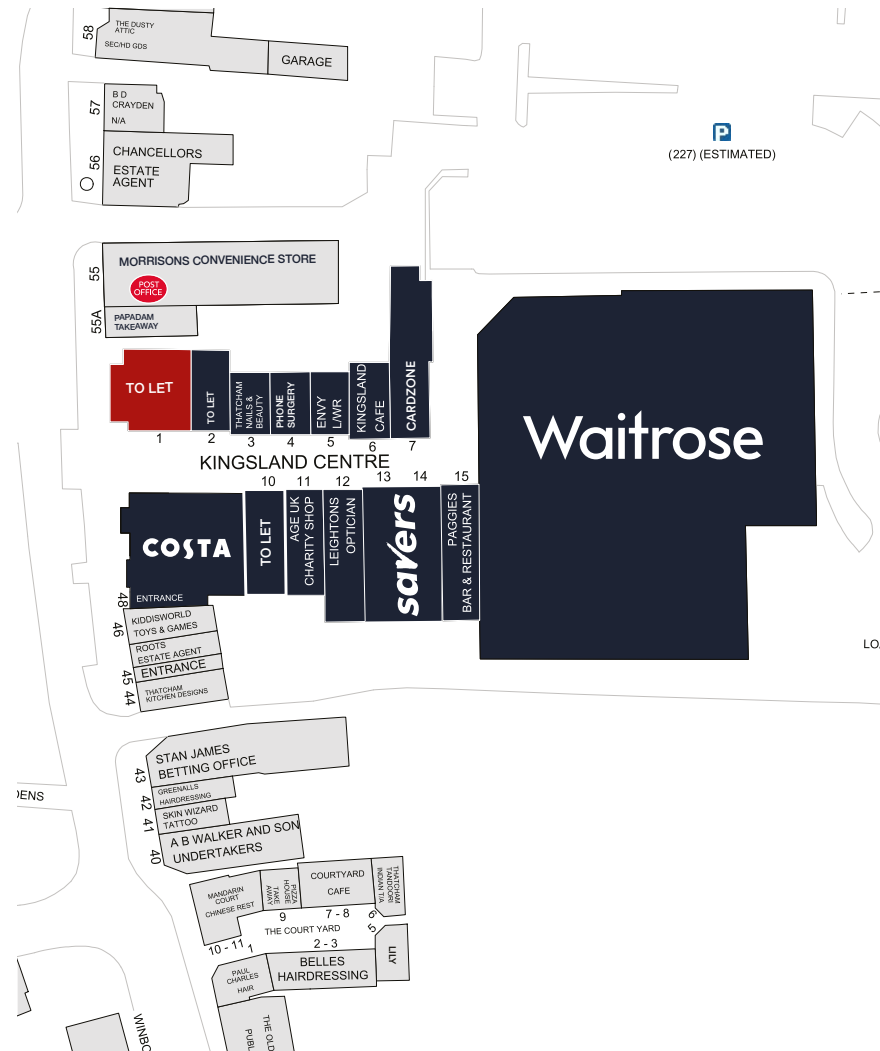 58
THE DUSTY
ATTIC
SEC/HD GDS
GARAGE
57
B D
CRAYDEN
N/A
56
CHANCELLORS
ESTATE
AGENT
P
(227) (ESTIMATED)
55
MORRISONS CONVENIENCE STORE
POST
OFFICE
55A
PAPADAM
TAKEAWAY
TO LET
1
TO LET
2
THATCHAM
NAILS &
BEAUTY
3
PHONE
SURGERY
4
ENVY
L/WR
5
KINGSLAND
CAFE
6
CARDZONE
7
Waitrose
KINGSLAND CENTRE
COSTA
ENTRANCE
48
10
TO LET
11
AGE UK
CHARITY SHOP
12
LEIGHTONS
OPTICIAN
13
14
savers
15
PAGGIES
BAR & RESTAURANT
46
KIDDISWORLD
TOYS & GAMES
ROOTS
ESTATE AGENT
45
ENTRANCE
44
THATCHAM
KITCHEN DESIGNS
43
STAN JAMES
BETTING OFFICE
42
GREENALLS
HAIRDRESSING
41
SKIN WIZARD
TATTOO
40
A B WALKER AND SON
UNDERTAKERS
MANDARIN
COURT
CHINESE REST
10 - 11
PIZZA
HOUSE
TAKE
AWAY
9
COURTYARD
CAFE
7 - 8
THATCHAM
TANDOORI
INDIAN T/A
6
THE COURT YARD
5
LILY
1
PAUL
CHARLES
HAIR
2 - 3
BELLES
HAIRDRESSING
THE OLD
PUBL
WINBO
DENS
LOA